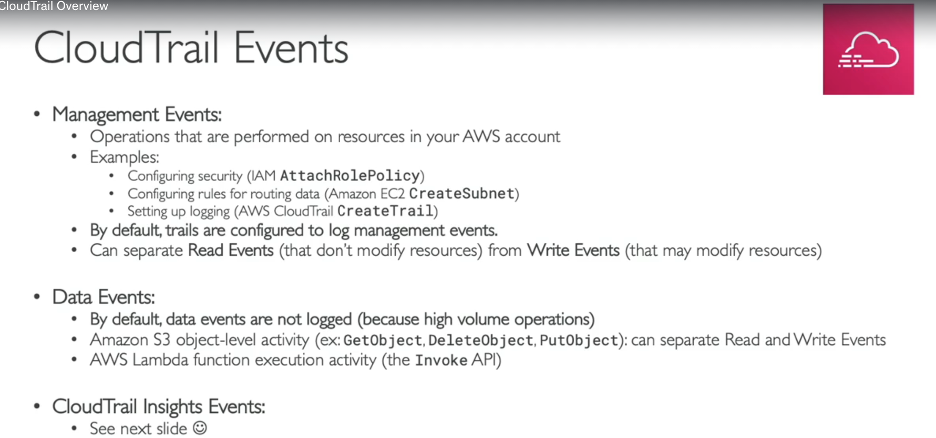 CloudTrail Overview
CloudTrail Events
• Management Events:
• Operations that are performed on resources in your AWS account
• Examples:
• Configuring security (IAM AttachRolePolicy)
• Configuring rules for routing data (Amazon EC2 CreateSubnet)
• Setting up logging (AWS CloudTrail CreateTrail)
• By default, trails are configured to log management events.
• Can separate Read Events (that don't modify resources) from Write Events (that may modify resources)
• Data Events:
• By default, data events are not logged (because high volume operations)
• Amazon S3 object-level activity (ex: GetObject, DeleteObject, PutObject): can separate Read and Write Events
• AWS Lambda function execution activity (the Invoke API)
• CloudTrail Insights Events:
• See next slide ☺